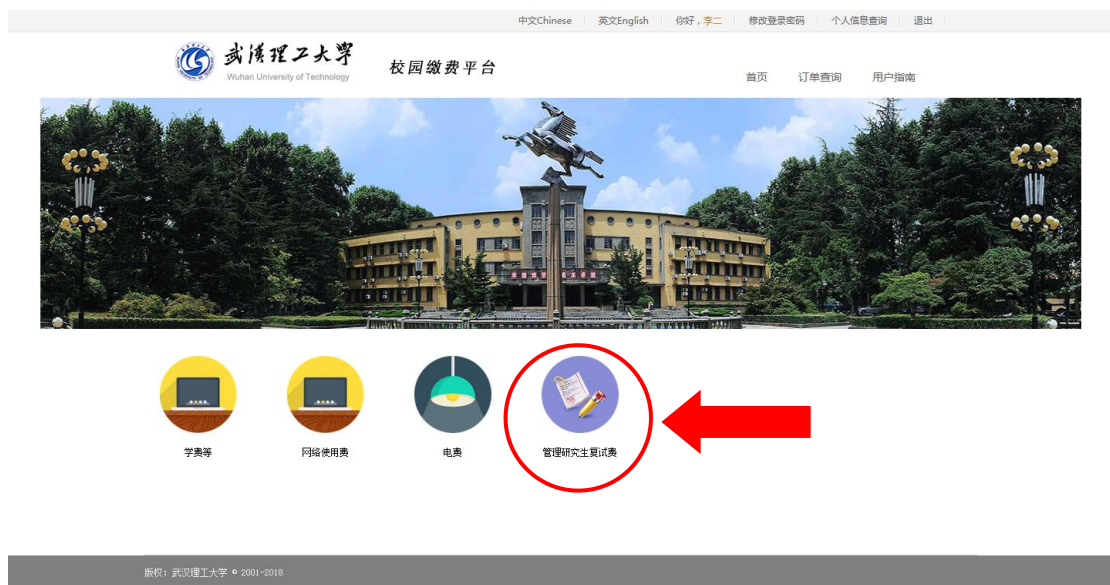 中文Chinese 英文English 你好，李二 修改登录密码 个人信息查询 退出
武汉理工大学
Wuhan University of Technology
校园缴费平台
首页 订单查询 用户指南
学费等 网络使用费 电费 管理研究生复试费
版权：武汉理工大学 © 2001-2018